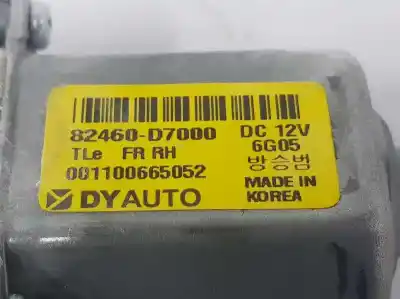 82460-D7000 DC 12V
TLe FR RH 6G05
001100665052 방승범
DYAUTO MADE IN
KOREA